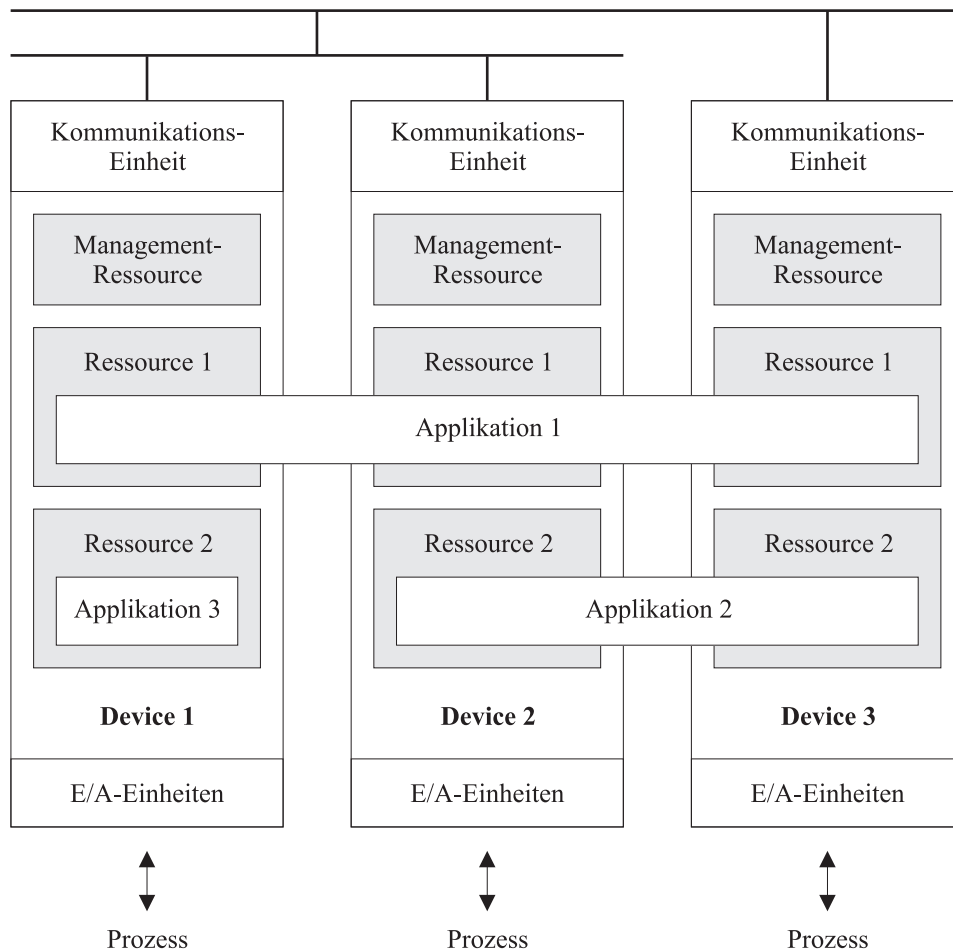 Kommunikations-
Einheit
Kommunikations-
Einheit
Kommunikations-
Einheit
Management-
Ressource
Management-
Ressource
Management-
Ressource
Ressource 1
Ressource 1
Ressource 1
Applikation 1
Ressource 2
Ressource 2
Ressource 2
Applikation 3
Applikation 2
Device 1
Device 2
Device 3
E/A-Einheiten
E/A-Einheiten
E/A-Einheiten
Prozess
Prozess
Prozess